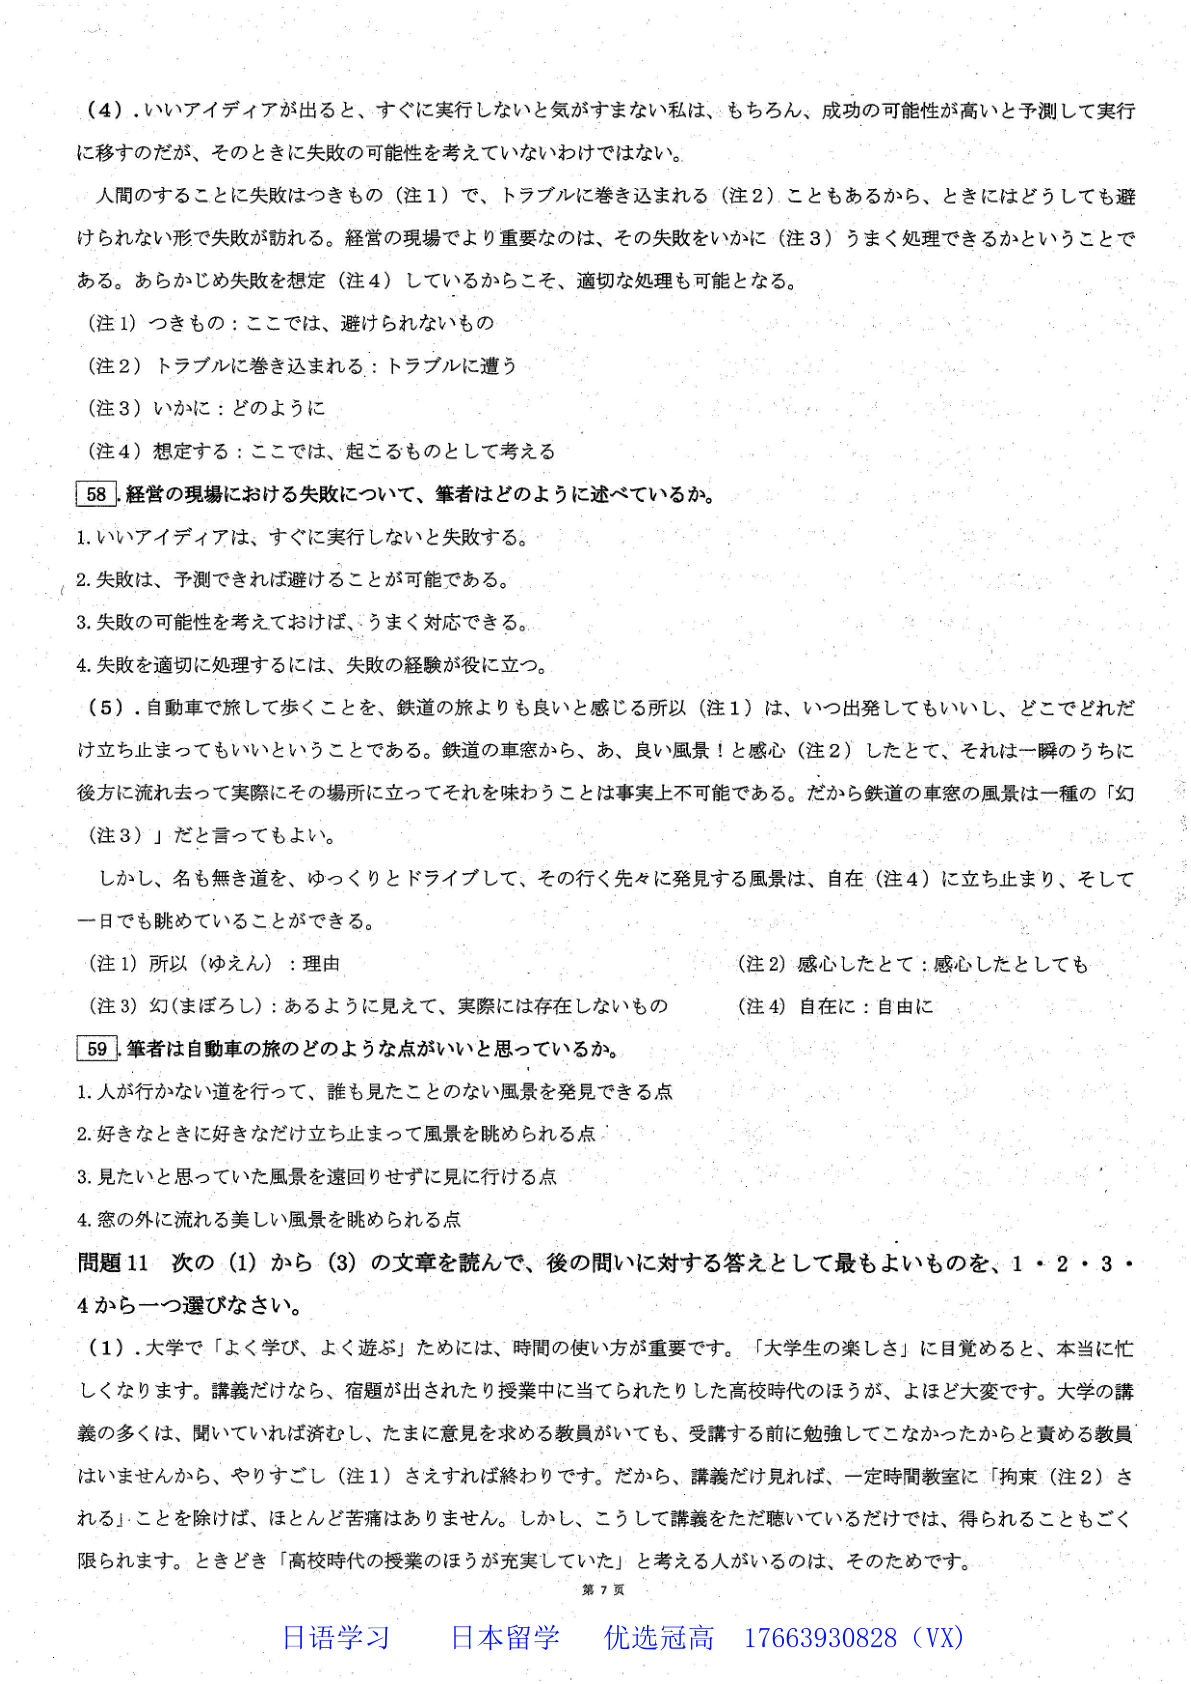 （4）.いいアイディアが出ると、すぐに実行しないと気がすまない私は、もちろん、成功の可能性が高いと予測して実行
に移すのだが、そのときに失敗の可能性を考えていないわけではない。
人間のすることに失敗はつきもの（注１）で、トラブルに巻き込まれる（注２）こともあるから、ときにはどうしても避
けられない形で失敗が訪れる。経営の現場でより重要なのは、その失敗をいかに（注３）うまく処理できるかということで
ある。あらかじめ失敗を想定（注４）しているからこそ、適切な処理も可能となる。
（注1）つきもの：ここでは、避けられないもの
（注２）トラブルに巻き込まれる：トラブルに遭う
（注３）いかに：どのように
（注４）想定する：ここでは、起こるものとして考える
58.経営の現場における失敗について、筆者はどのように述べているか。
1.いいアイディアは、すぐに実行しないと失敗する。
2.失敗は、予測できれば避けることが可能である。
3.失敗の可能性を考えておけば、うまく対応できる。
4.失敗を適切に処理するには、失敗の経験が役に立つ。
（5）.自動車で旅して歩くことを、鉄道の旅よりも良いと感じる所以（注１）は、いつ出発してもいいし、どこでどれだ
け立ち止まってもいいということである。鉄道の車窓から、あ、良い風景！と感心（注２）したとて、それは一瞬のうちに
後方に流れ去って実際にその場所に立ってそれを味わうことは事実上不可能である。だから鉄道の車窓の風景は一種の「幻
（注３）」だと言ってもよい。
しかし、名も無き道を、ゆっくりとドライブして、その行く先々に発見する風景は、自在（注４）に立ち止まり、そして
一日でも眺めていることができる。
（注1）所以（ゆえん）：理由　（注2）感心したとて：感心したとしても
（注3）幻(まぼろし)：あるように見えて、実際には存在しないもの　（注4）自在に：自由に
59.筆者は自動車の旅のどのような点がいいと思っているか。
1.人が行かない道を行って、誰も見たことのない風景を発見できる点
2.好きなときに好きなだけ立ち止まって風景を眺められる点
3.見たいと思っていた風景を遠回りせずに見に行ける点
4.窓の外に流れる美しい風景を眺められる点
問題11　次の（1）から（3）の文章を読んで、後の問いに対する答えとして最もよいものを、1・2・3・
4から一つ選びなさい。
（1）.大学で「よく学び、よく遊ぶ」ためには、時間の使い方が重要です。「大学生の楽しさ」に目覚めると、本当に忙
しくなります。講義だけなら、宿題が出されたり授業中に当てられたりした高校時代のほうが、よほど大変です。大学の講
義の多くは、聞いていれば済むし、たまに意見を求める教員がいても、受講する前に勉強してこなかったからと責める教員
はいませんから、やりすごし（注１）さえすれば終わりです。だから、講義だけ見れば、一定時間教室に「拘束（注２）さ
れる」ことを除けば、ほとんど苦痛はありません。しかし、こうして講義をただ聴いているだけでは、得られることもごく
限られます。ときどき「高校時代の授業のほうが充実していた」と考える人がいるのは、そのためです。
第 7 页
日语学习　日本留学　优选冠高　17663930828（VX)